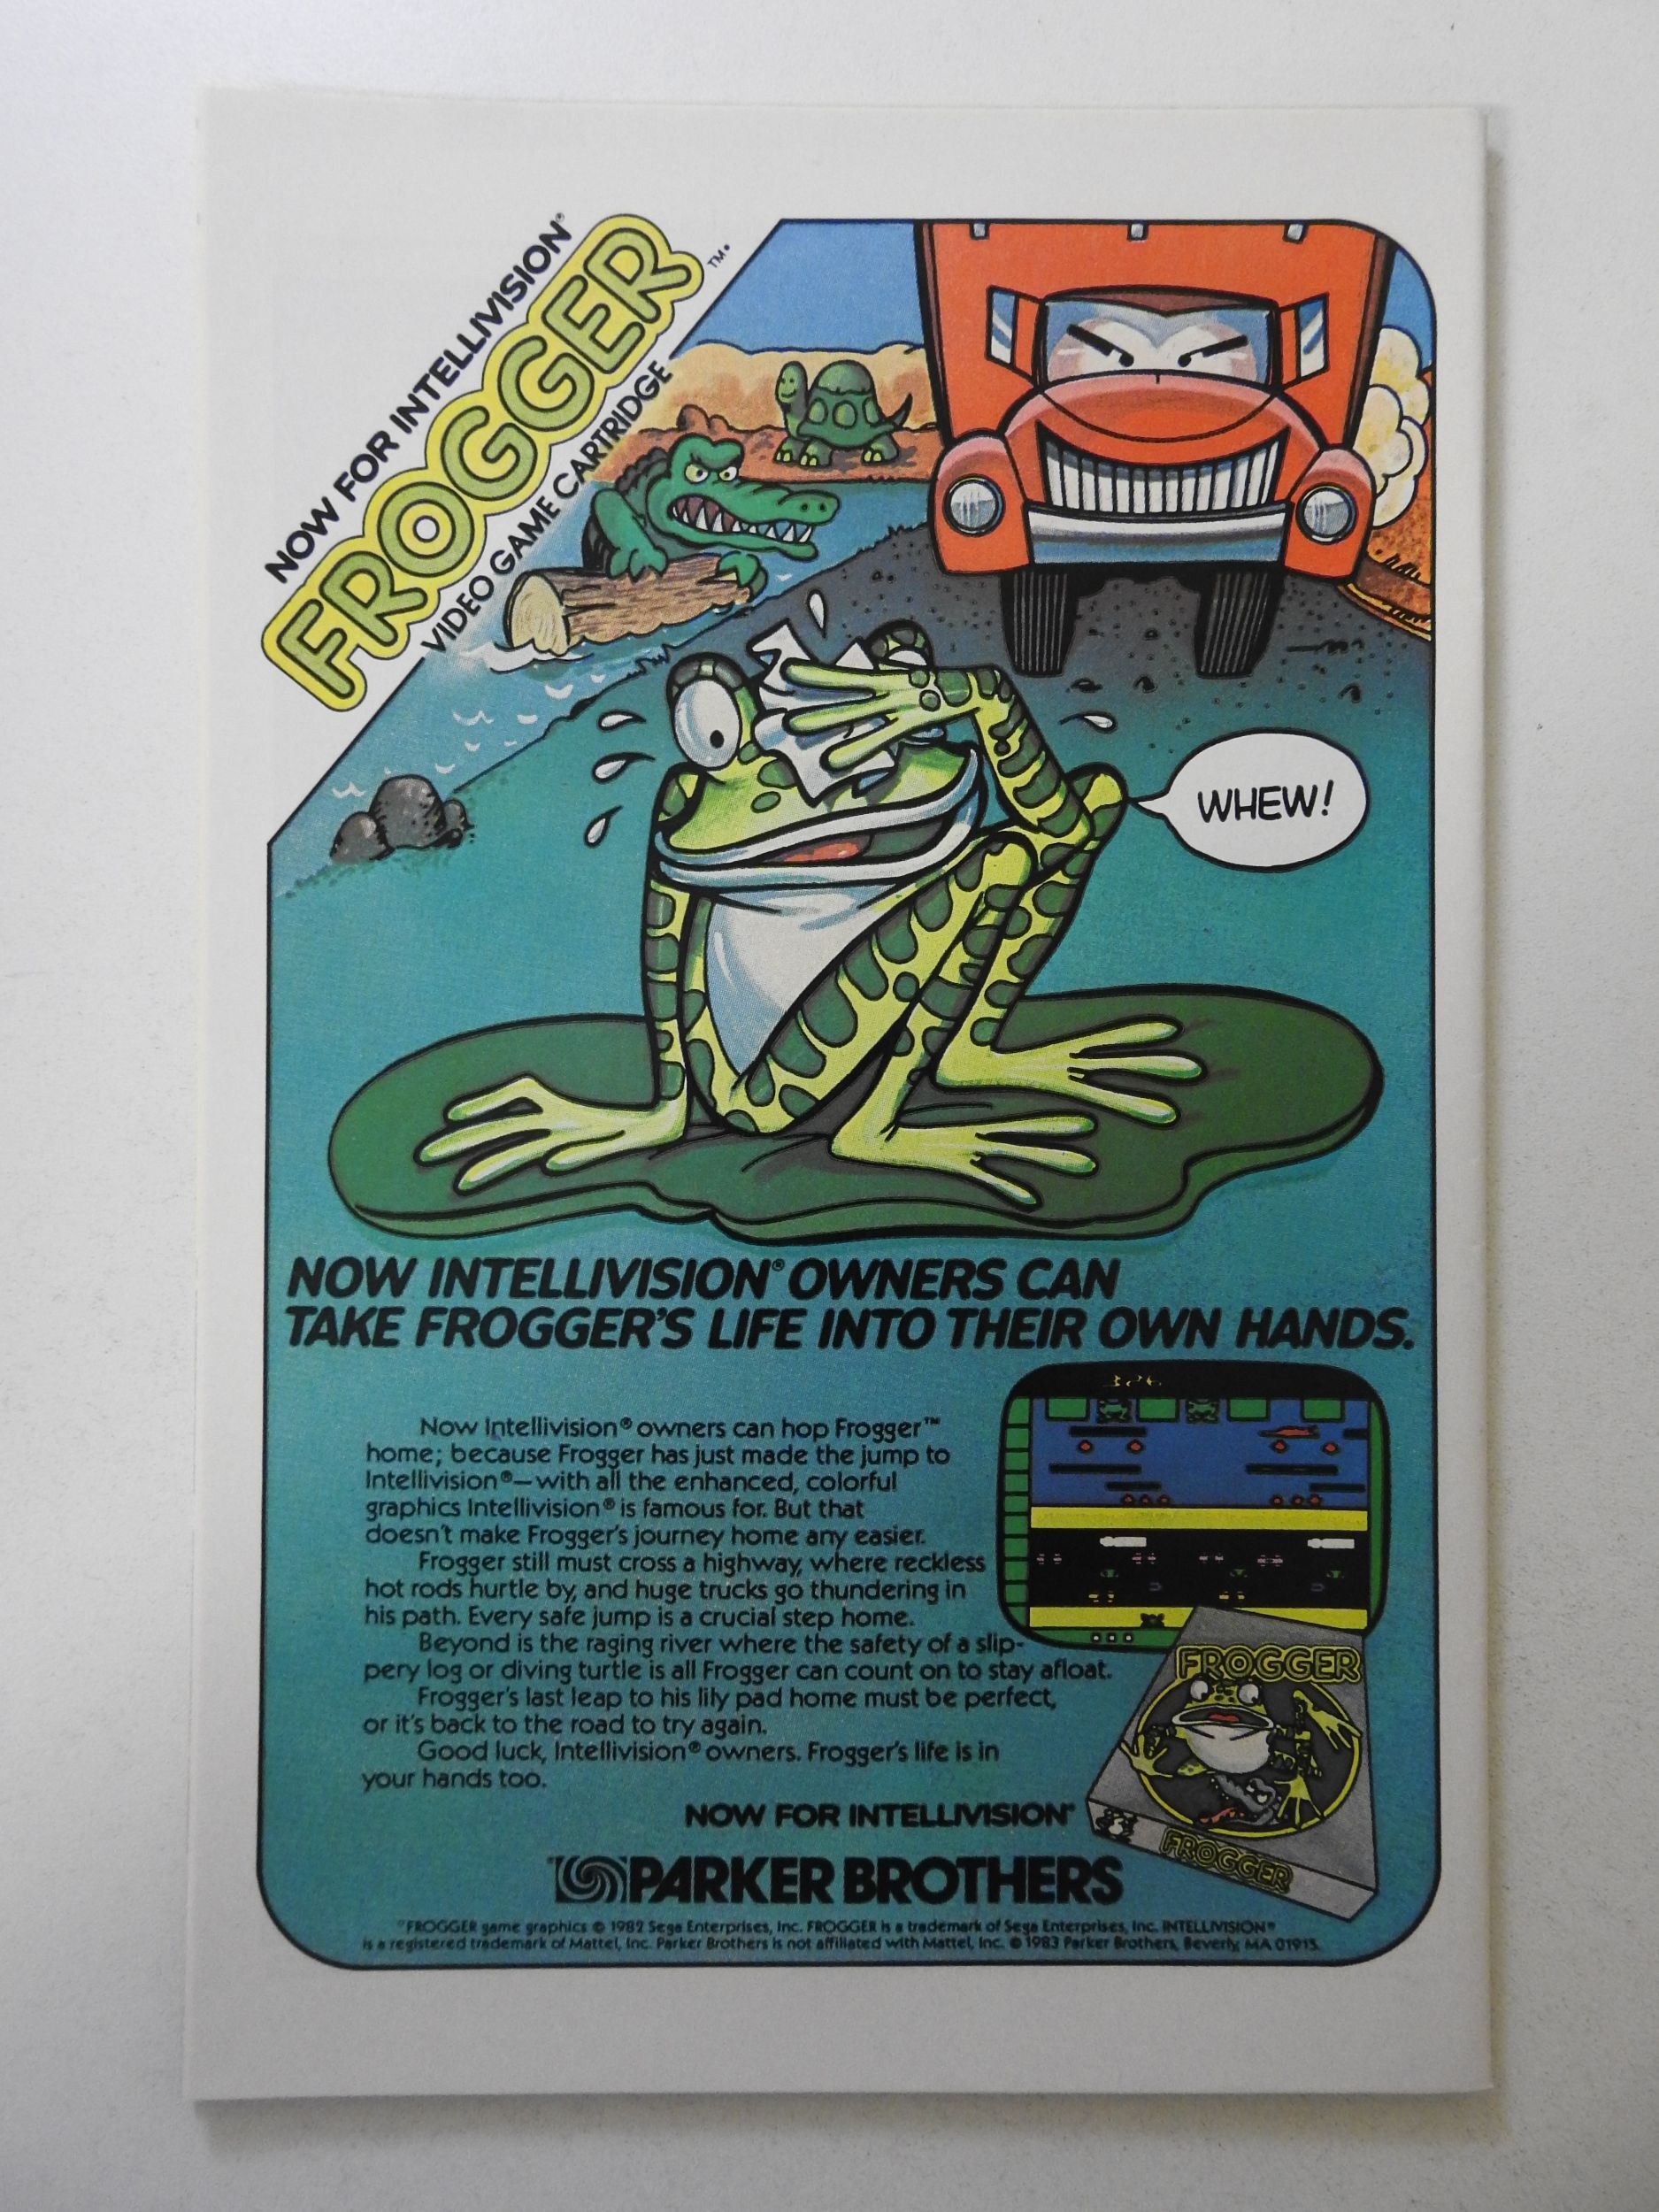 NOW FOR INTELLIVISION®
FROGGER™
VIDEO GAME CARTRIDGE
WHEW!
NOW INTELLIVISION® OWNERS CAN
TAKE FROGGER'S LIFE INTO THEIR OWN HANDS.
Now Intellivision® owners can hop Frogger™
home; because Frogger has just made the jump to
Intellivision®—with all the enhanced, colorful
graphics Intellivision® is famous for. But that
doesn't make Frogger's journey home any easier.
Frogger still must cross a highway, where reckless
hot rods hurtle by, and huge trucks go thundering in
his path. Every safe jump is a crucial step home.
Beyond is the raging river where the safety of a slip-
pery log or diving turtle is all Frogger can count on to stay afloat.
Frogger's last leap to his lily pad home must be perfect,
or it's back to the road to try again.
Good luck, Intellivision® owners. Frogger's life is in
your hands too.
FROGGER
FROGGER
NOW FOR INTELLIVISION®
PARKER BROTHERS
FROGGER game graphics © 1982 Sega Enterprises, Inc. FROGGER is a trademark of Sega Enterprises, Inc. INTELLIVISION®
is a registered trademark of Mattel, Inc. Parker Brothers is not affiliated with Mattel, Inc. © 1983 Parker Brothers, Beverly, MA 01915.